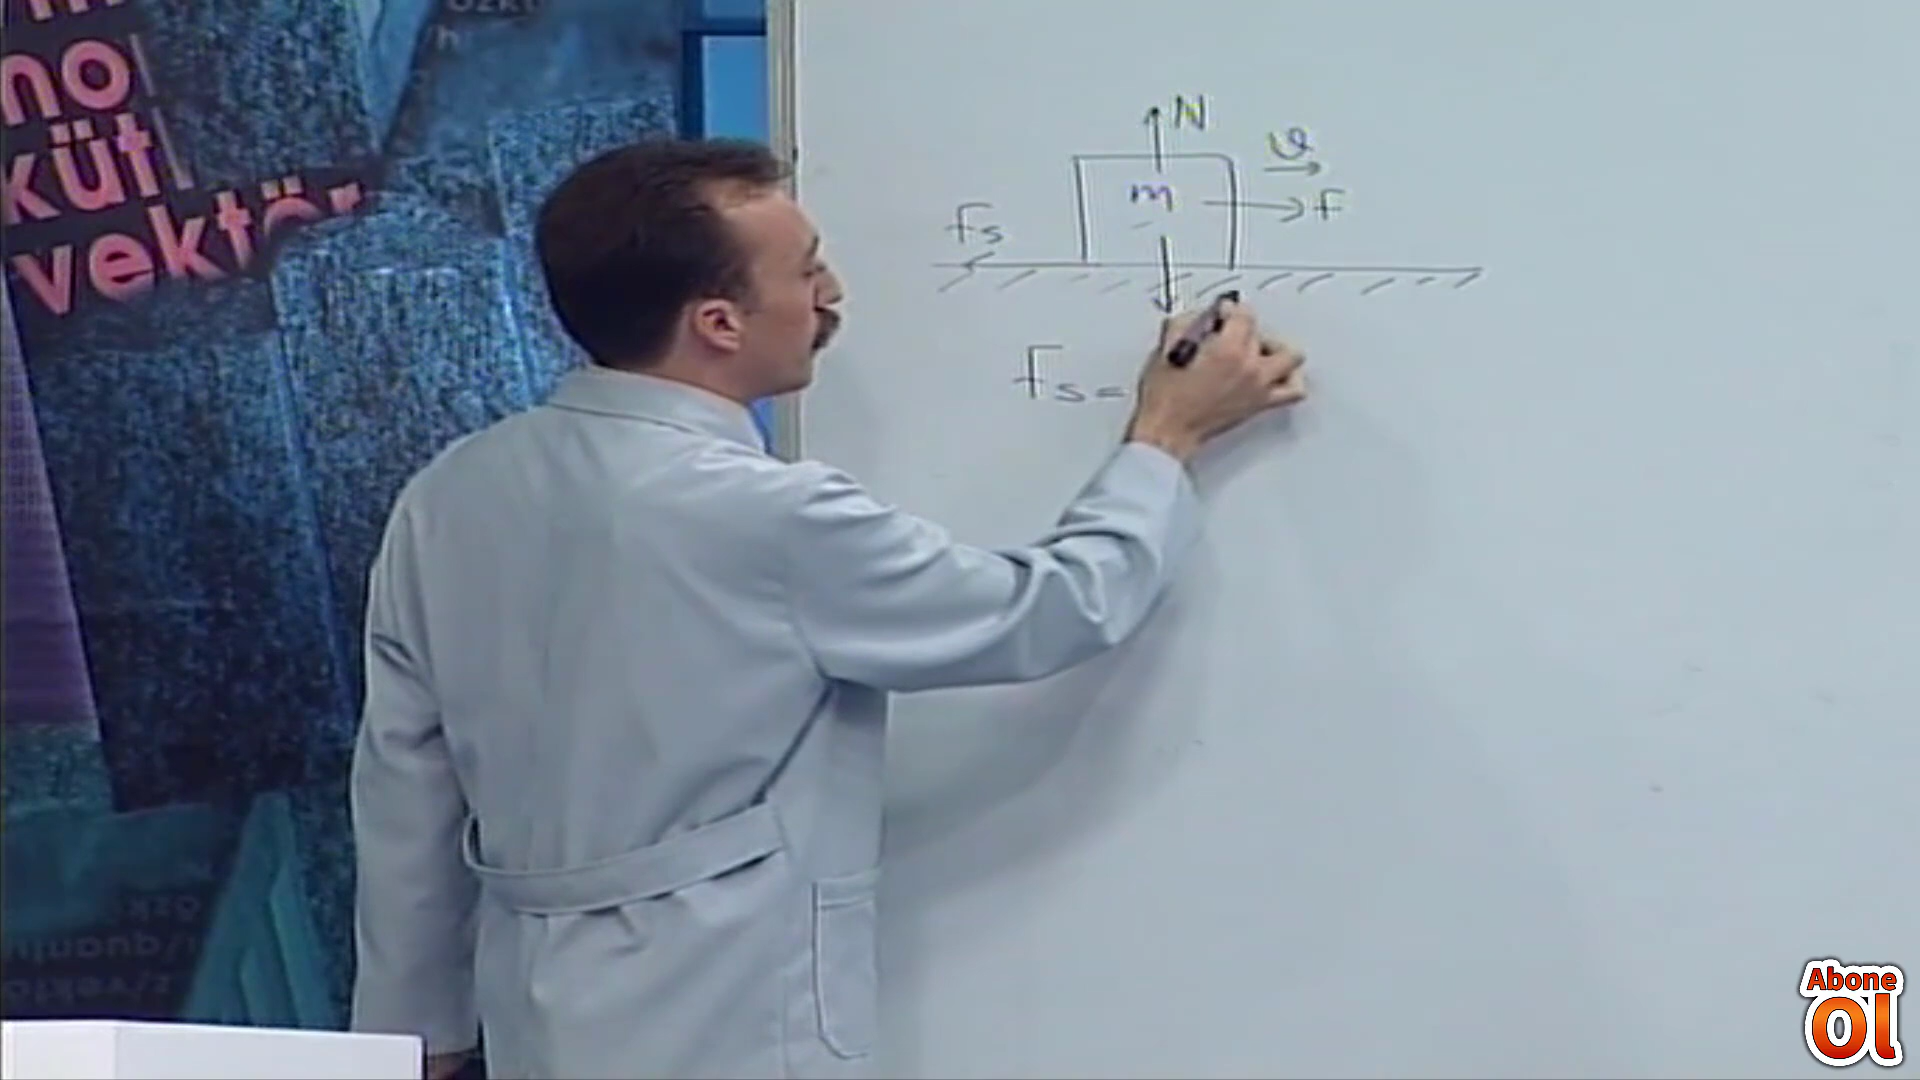 no
küt
vektör
N
ϑ
m
F
fs
fs =
Abone
Ol